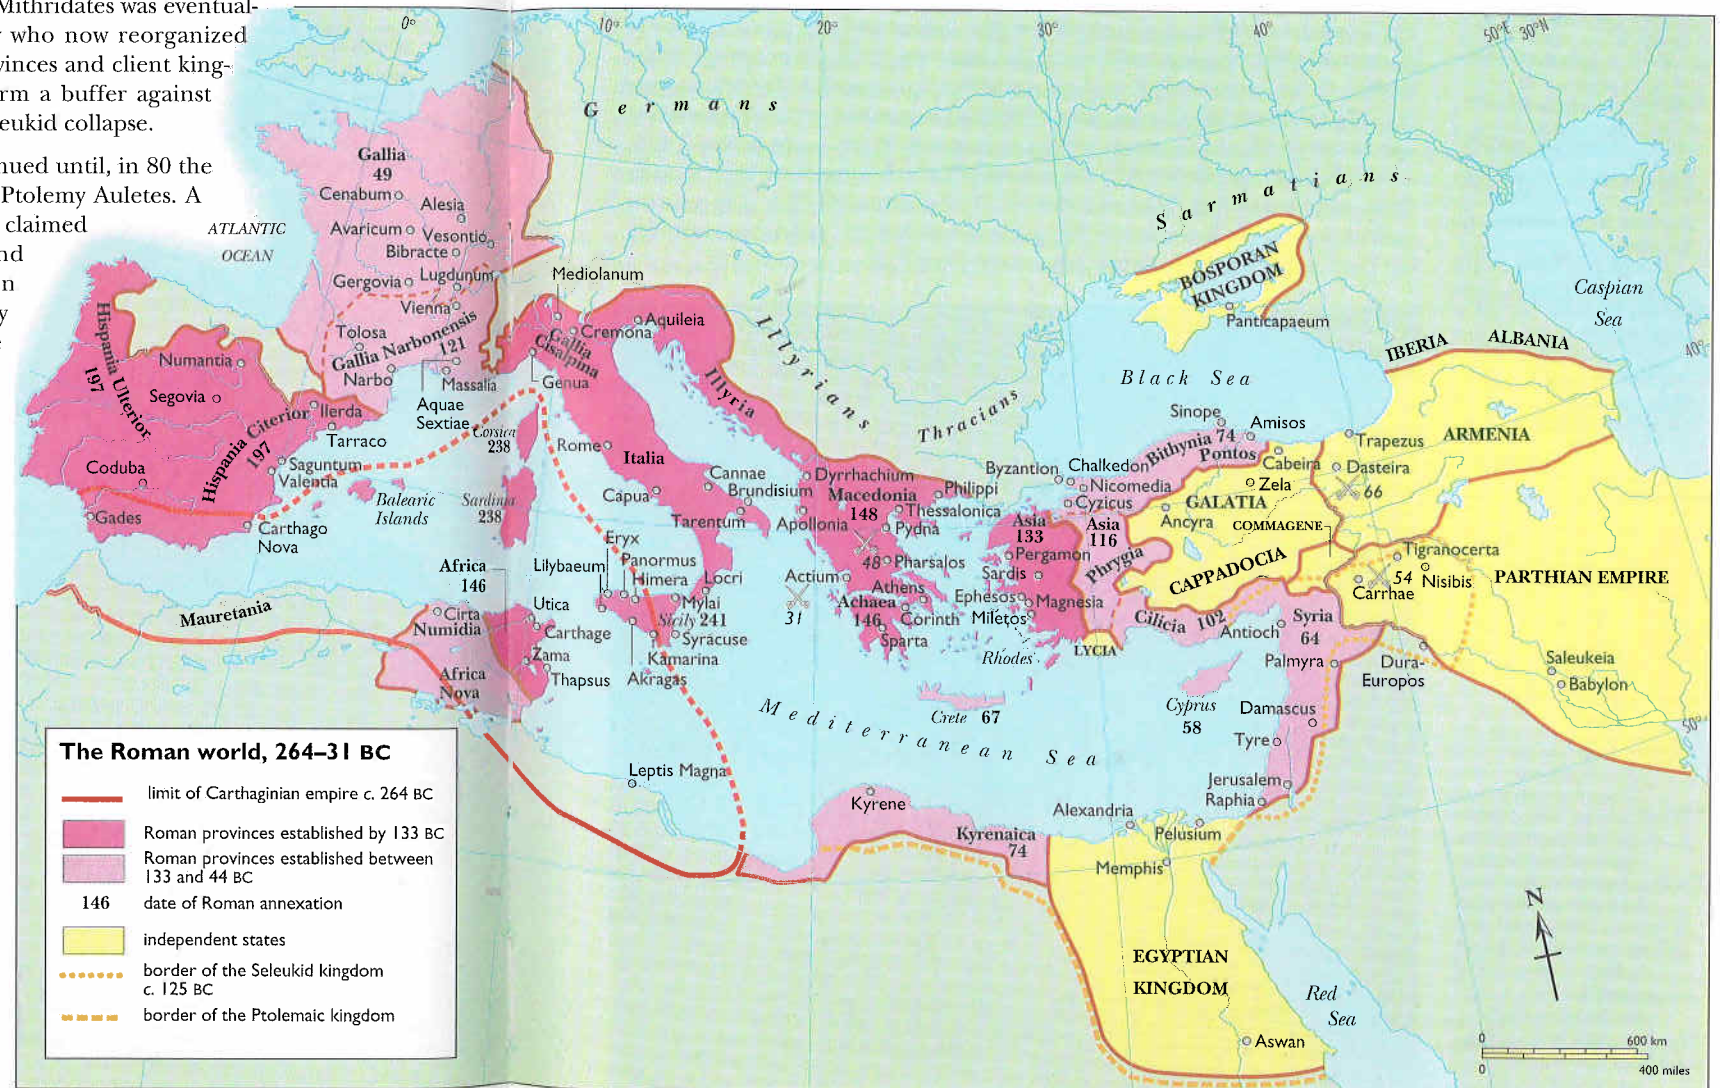 Mithridates was eventual-
who now reorganized
vinces and client king-
rm a buffer against
eukid collapse.
nued until, in 80 the
Ptolemy Auletes. A
claimed
nd
n
y
0°
10°
20°
30°
40°
50°E 30°N
40°
50°
Germans
Sarmatians
Illyrians
Thracians
ATLANTIC
OCEAN
Gallia
49
Cenabum
Alesia
Avaricum
Vesontio
Bibracte
Gergovia
Lugdunum
Vienna
Tolosa
Gallia Narbonensis
121
Narbo
Massalia
Aquae
Sextiae
Mediolanum
Cremona
Aquileia
Gallia
Cisalpina
Genua
Illyria
Hispania Ulterior
197
Numantia
Segovia
Hispania Citerior
197
Ilerda
Tarraco
Saguntum
Valentia
Coduba
Gades
Carthago
Nova
Balearic
Islands
Corsica
238
Sardinia
238
Rome
Italia
Capua
Cannae
Brundisium
Tarentum
Dyrrhachium
Macedonia
148
Apollonia
Philippi
Thessalonica
Pydna
48
Pharsalos
Actium
31
Athens
Achaea
146
Corinth
Sparta
Eryx
Panormus
Lilybaeum
Himera
Locri
Mylai
Sicily 241
Syracuse
Kamarina
Akragas
Africa
146
Utica
Carthage
Zama
Thapsus
Cirta
Numidia
Africa
Nova
Mauretania
Leptis Magna
Mediterranean Sea
Crete 67
Rhodes
Cyprus
58
Kyrene
Kyrenaica
74
Alexandria
Pelusium
Memphis
EGYPTIAN
KINGDOM
Aswan
Red
Sea
Black Sea
BOSPORAN
KINGDOM
Panticapaeum
Caspian
Sea
IBERIA
ALBANIA
ARMENIA
Sinope
Amisos
Trapezus
Bithynia 74
Pontos
Cabeira
Dasteira
66
Zela
Byzantion
Chalkedon
Nicomedia
Cyzicus
GALATIA
Ancyra
COMMAGENE
CAPPADOCIA
Asia
133
Asia
116
Pergamon
Phrygia
Sardis
Ephesos
Magnesia
Miletos
LYCIA
Cilicia 102
Antioch
Syria
64
Tigranocerta
54
Nisibis
Carrhae
PARTHIAN EMPIRE
Palmyra
Dura-
Europos
Saleukeia
Babylon
Damascus
Tyre
Jerusalem
Raphia
N
0
600 km
0
400 miles
The Roman world, 264–31 BC
limit of Carthaginian empire c. 264 BC
Roman provinces established by 133 BC
Roman provinces established between
133 and 44 BC
146 date of Roman annexation
independent states
border of the Seleukid kingdom
c. 125 BC
border of the Ptolemaic kingdom